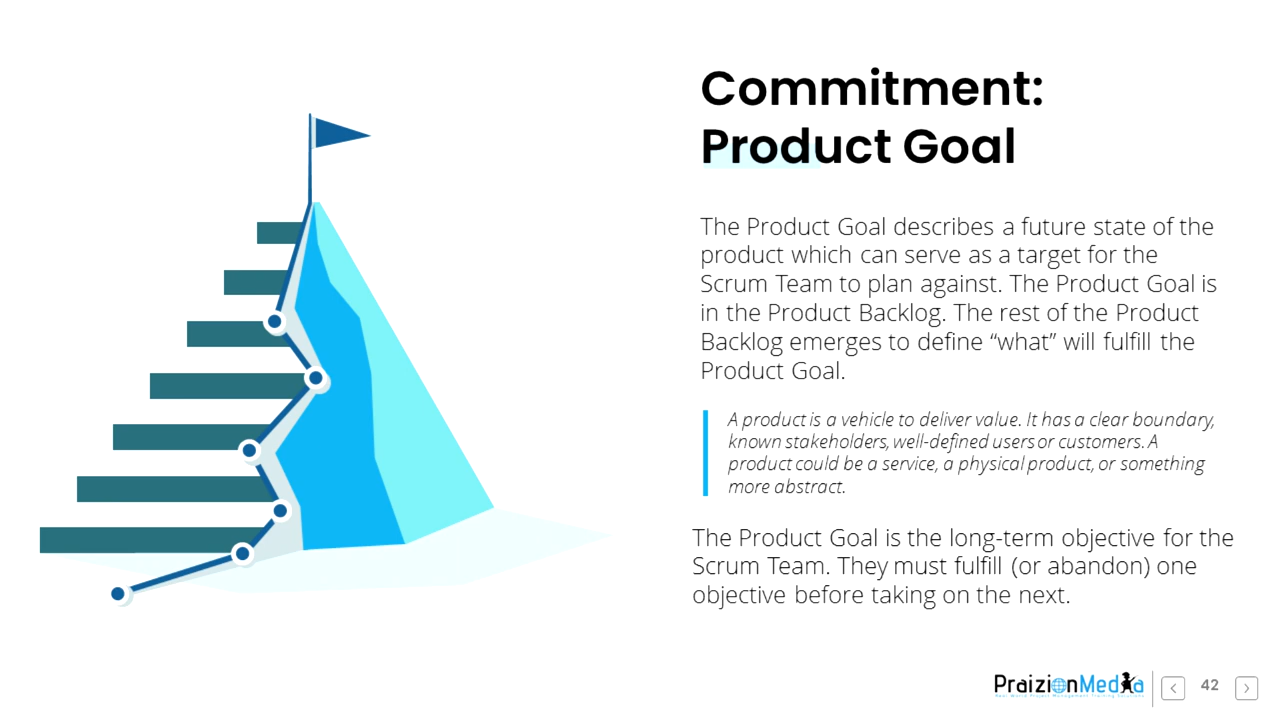 Commitment:
Product Goal
The Product Goal describes a future state of the
product which can serve as a target for the
Scrum Team to plan against. The Product Goal is
in the Product Backlog. The rest of the Product
Backlog emerges to define “what” will fulfill the
Product Goal.
A product is a vehicle to deliver value. It has a clear boundary,
known stakeholders, well-defined users or customers. A
product could be a service, a physical product, or something
more abstract.
The Product Goal is the long-term objective for the
Scrum Team. They must fulfill (or abandon) one
objective before taking on the next.
PraizionMedia
42